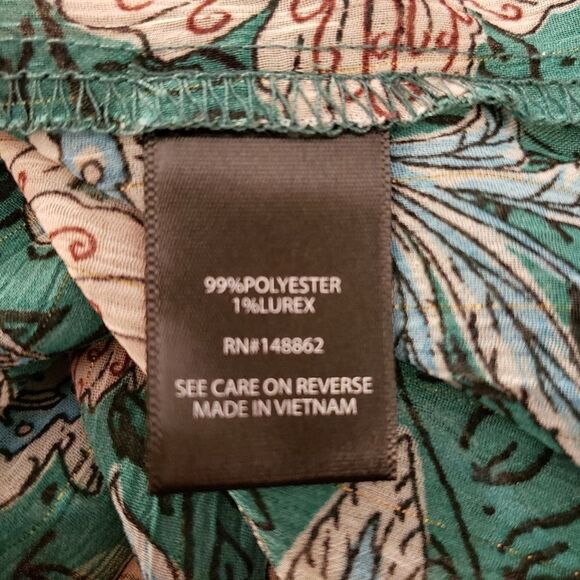 99%POLYESTER
1%LUREX
RN#148862
SEE CARE ON REVERSE
MADE IN VIETNAM